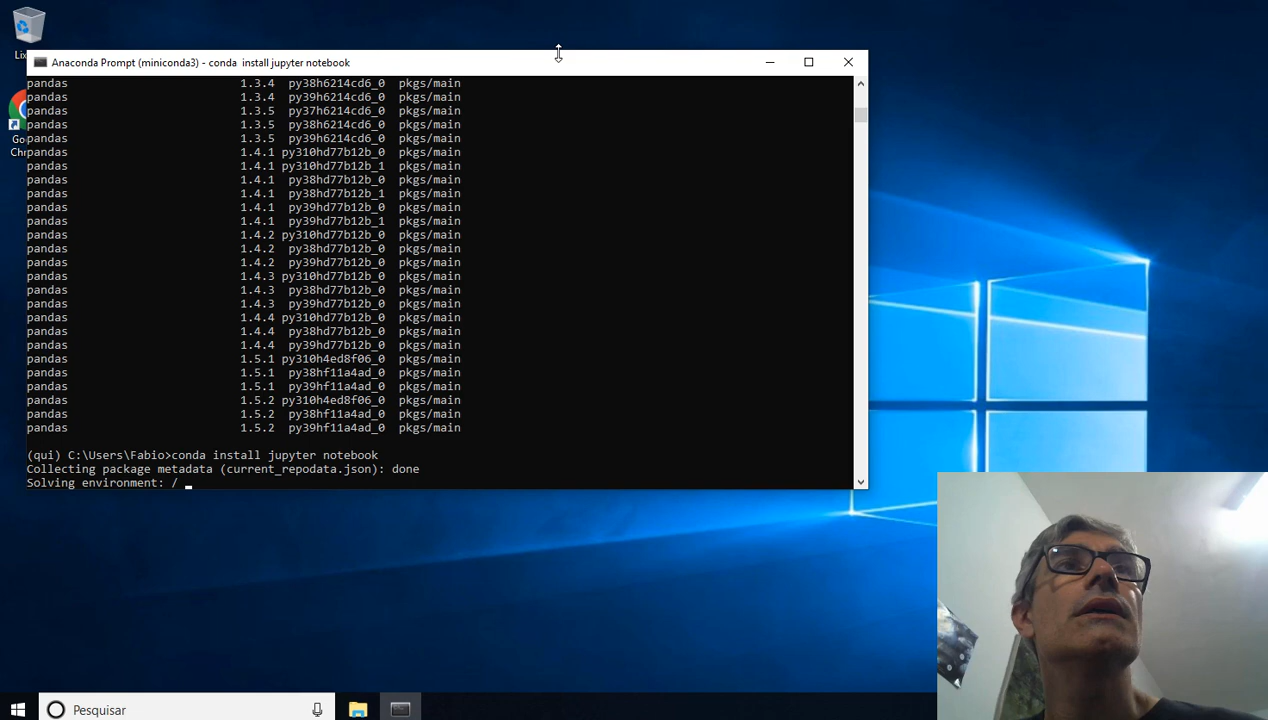 Lix
Go
Chr
Anaconda Prompt (miniconda3) - conda  install jupyter notebook
pandas 1.3.4 py38h6214cd6_0 pkgs/main
pandas 1.3.4 py39h6214cd6_0 pkgs/main
pandas 1.3.5 py37h6214cd6_0 pkgs/main
pandas 1.3.5 py38h6214cd6_0 pkgs/main
pandas 1.3.5 py39h6214cd6_0 pkgs/main
pandas 1.4.1 py310hd77b12b_0 pkgs/main
pandas 1.4.1 py310hd77b12b_1 pkgs/main
pandas 1.4.1 py38hd77b12b_0 pkgs/main
pandas 1.4.1 py38hd77b12b_1 pkgs/main
pandas 1.4.1 py39hd77b12b_0 pkgs/main
pandas 1.4.1 py39hd77b12b_1 pkgs/main
pandas 1.4.2 py310hd77b12b_0 pkgs/main
pandas 1.4.2 py38hd77b12b_0 pkgs/main
pandas 1.4.2 py39hd77b12b_0 pkgs/main
pandas 1.4.3 py310hd77b12b_0 pkgs/main
pandas 1.4.3 py38hd77b12b_0 pkgs/main
pandas 1.4.3 py39hd77b12b_0 pkgs/main
pandas 1.4.4 py310hd77b12b_0 pkgs/main
pandas 1.4.4 py38hd77b12b_0 pkgs/main
pandas 1.4.4 py39hd77b12b_0 pkgs/main
pandas 1.5.1 py310h4ed8f06_0 pkgs/main
pandas 1.5.1 py38hf11a4ad_0 pkgs/main
pandas 1.5.1 py39hf11a4ad_0 pkgs/main
pandas 1.5.2 py310h4ed8f06_0 pkgs/main
pandas 1.5.2 py38hf11a4ad_0 pkgs/main
pandas 1.5.2 py39hf11a4ad_0 pkgs/main
(qui) C:\Users\Fabio>conda install jupyter notebook
Collecting package metadata (current_repodata.json): done
Solving environment: /
Pesquisar